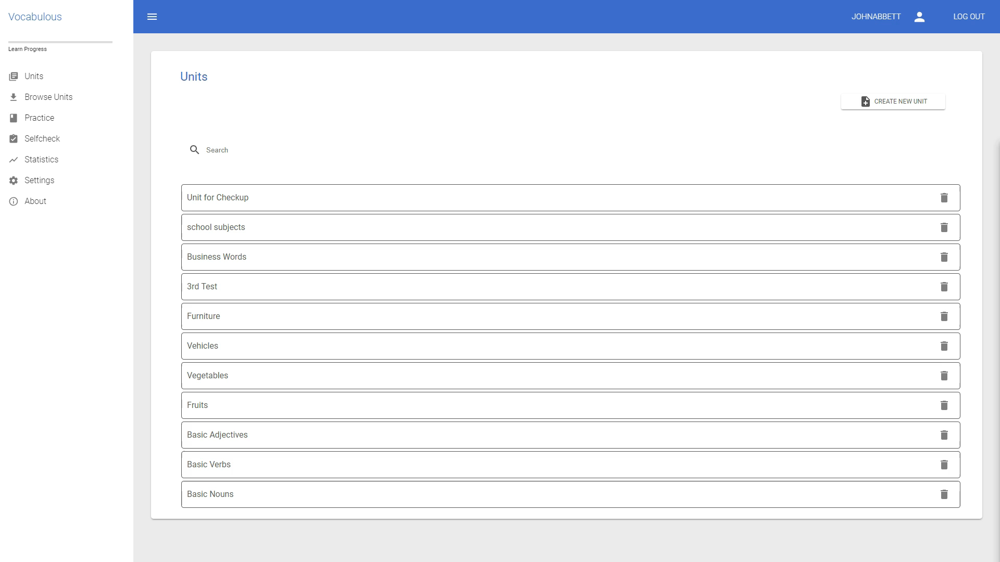 Vocabulous
JOHNABBETT
LOG OUT
Learn Progress
Units
Browse Units
Practice
Selfcheck
Statistics
Settings
About
Units
CREATE NEW UNIT
Search
Unit for Checkup
school subjects
Business Words
3rd Test
Furniture
Vehicles
Vegetables
Fruits
Basic Adjectives
Basic Verbs
Basic Nouns